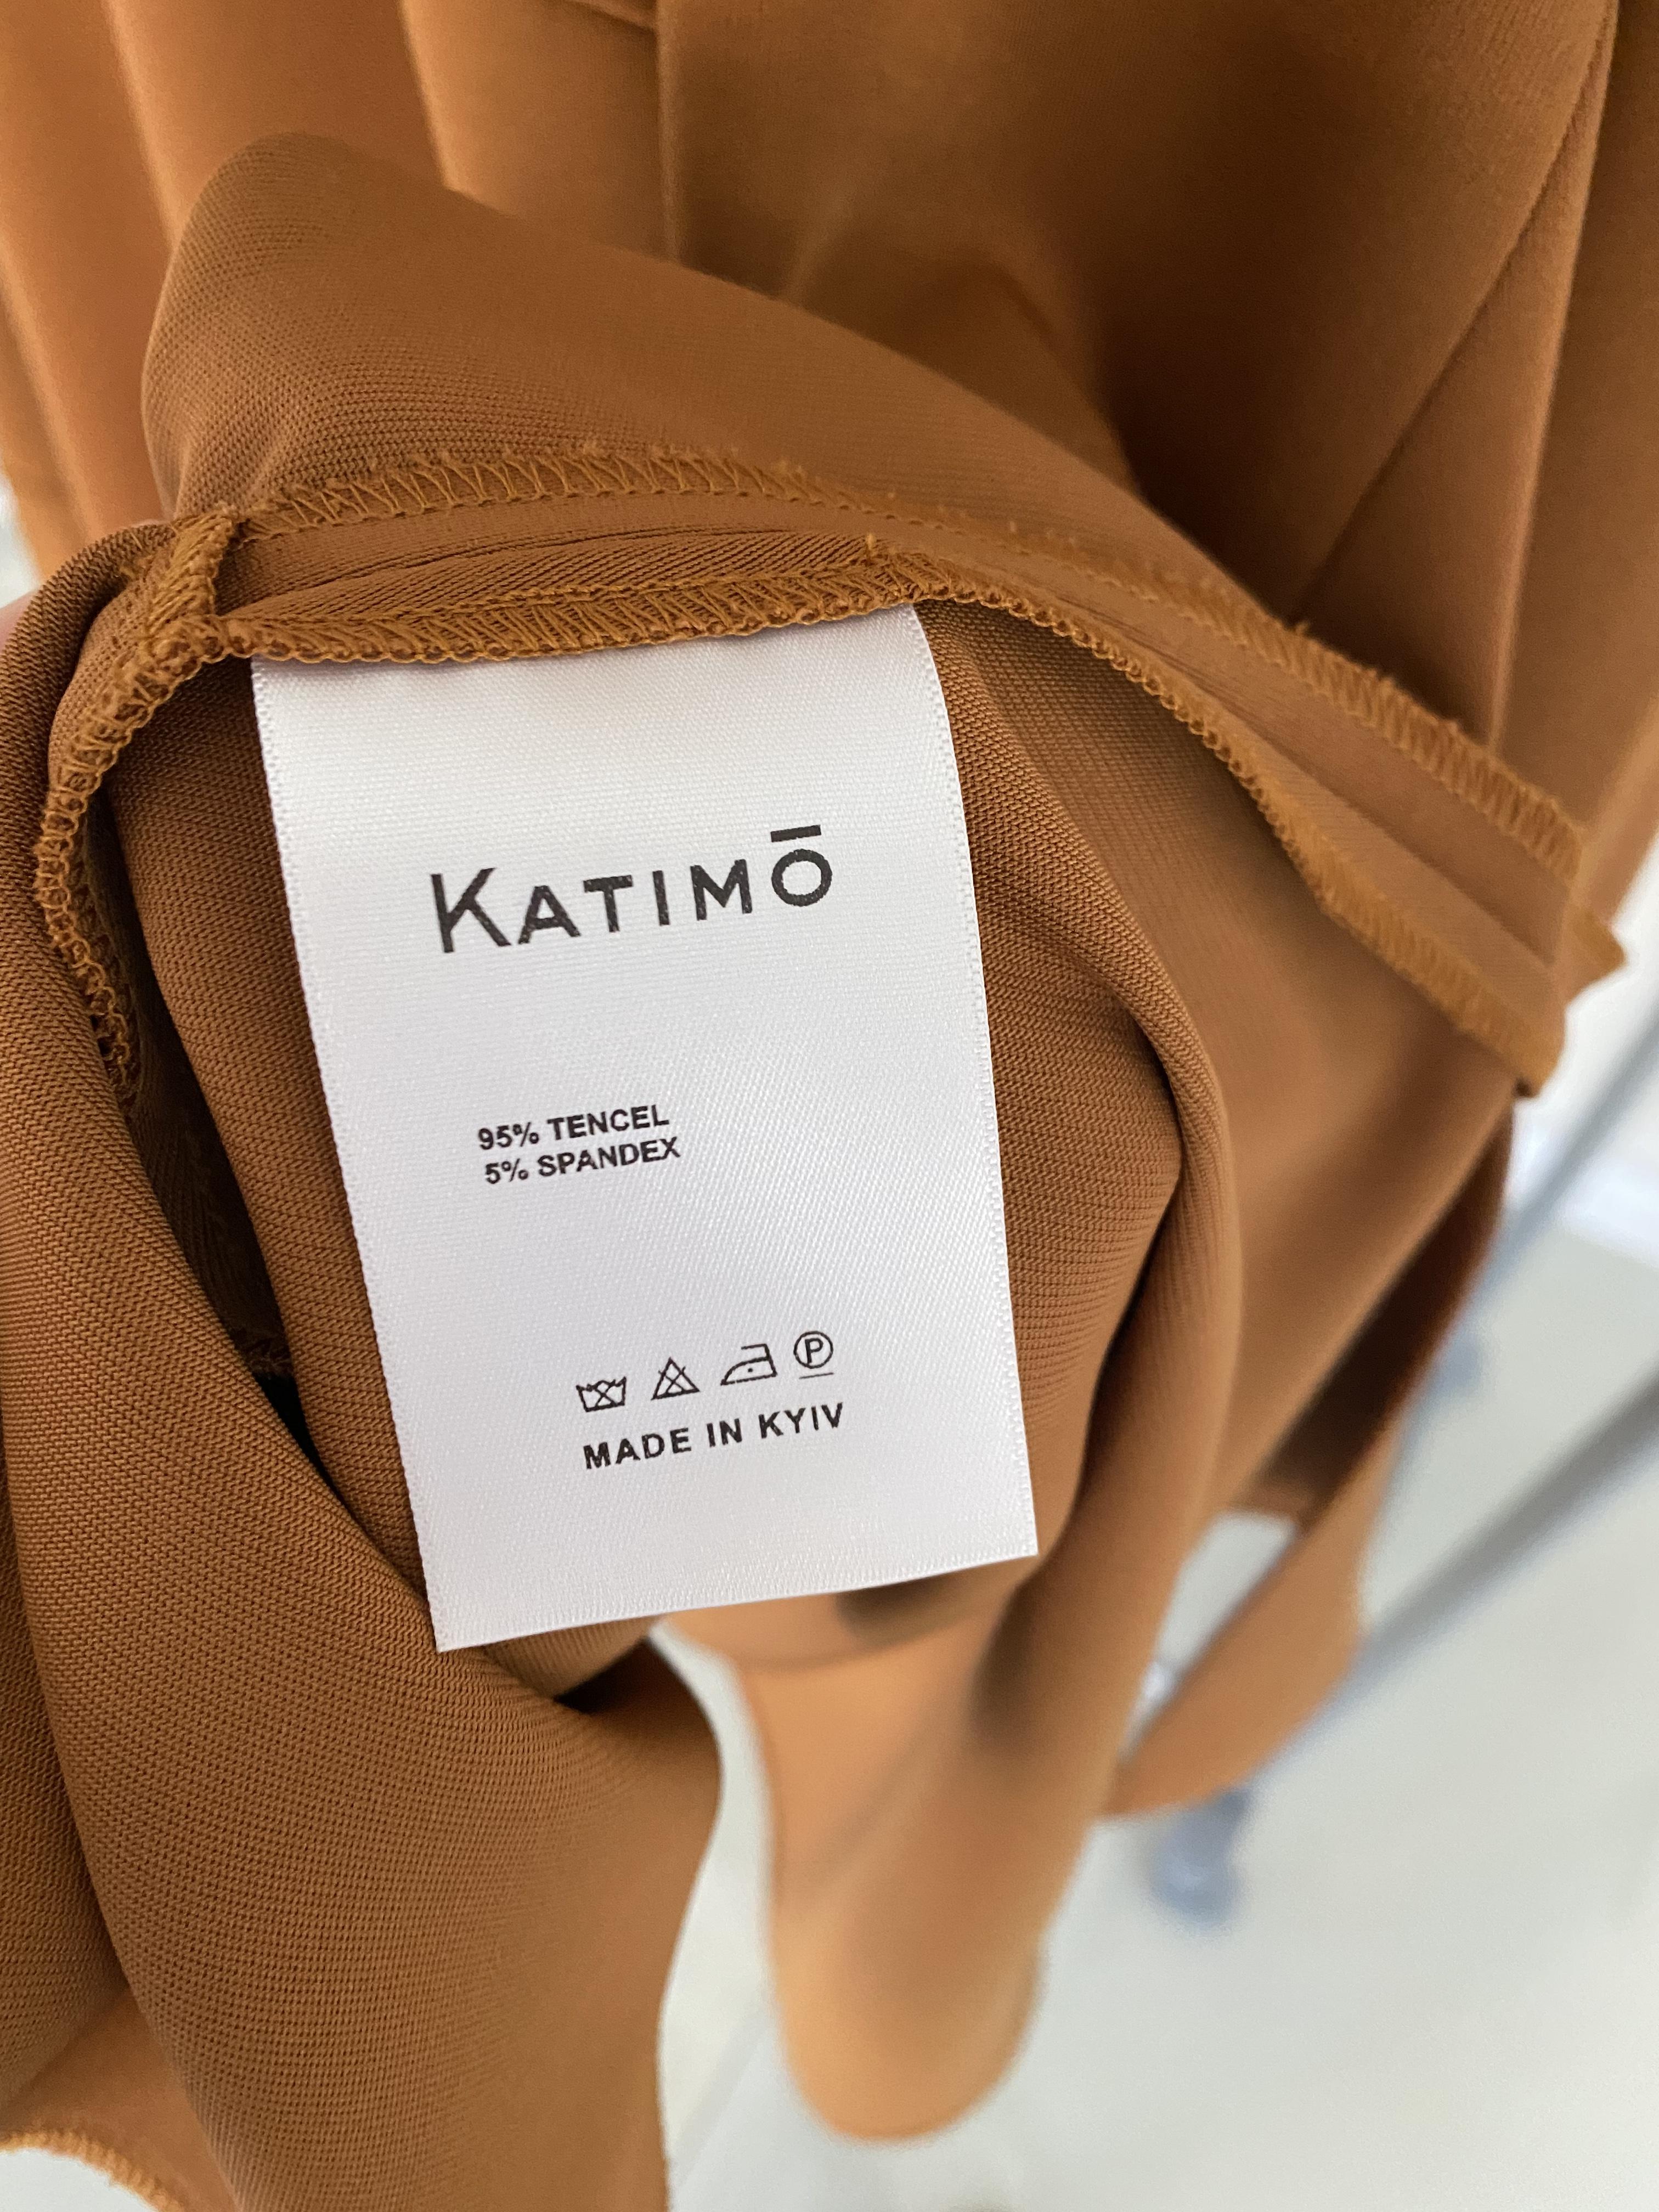 KATIMŌ
95% TENCEL
5% SPANDEX
P
MADE IN KYIV